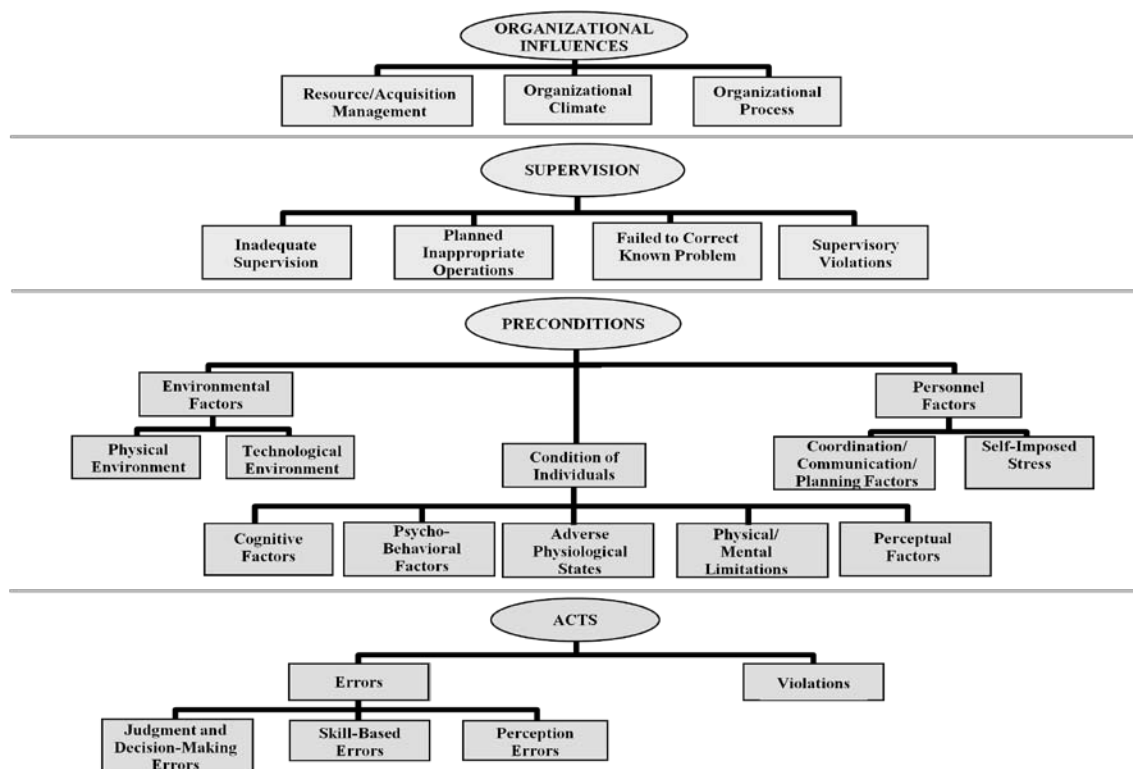 ORGANIZATIONAL
INFLUENCES
Resource/Acquisition
Management
Organizational
Climate
Organizational
Process
SUPERVISION
Inadequate
Supervision
Planned
Inappropriate
Operations
Failed to Correct
Known Problem
Supervisory
Violations
PRECONDITIONS
Environmental
Factors
Personnel
Factors
Physical
Environment
Technological
Environment
Condition of
Individuals
Coordination/
Communication/
Planning Factors
Self-Imposed
Stress
Cognitive
Factors
Psycho-
Behavioral
Factors
Adverse
Physiological
States
Physical/
Mental
Limitations
Perceptual
Factors
ACTS
Errors
Violations
Judgment and
Decision-Making
Errors
Skill-Based
Errors
Perception
Errors